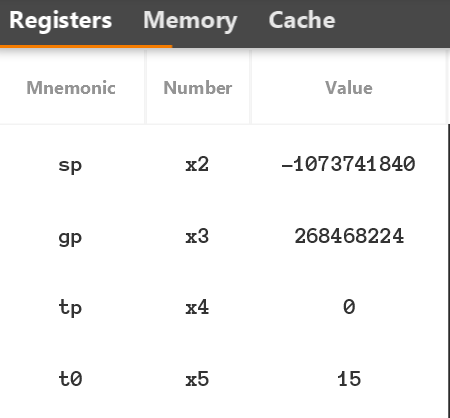 Registers Memory Cache
Mnemonic Number Value
sp x2 -1073741840
gp x3 268468224
tp x4 0
t0 x5 15